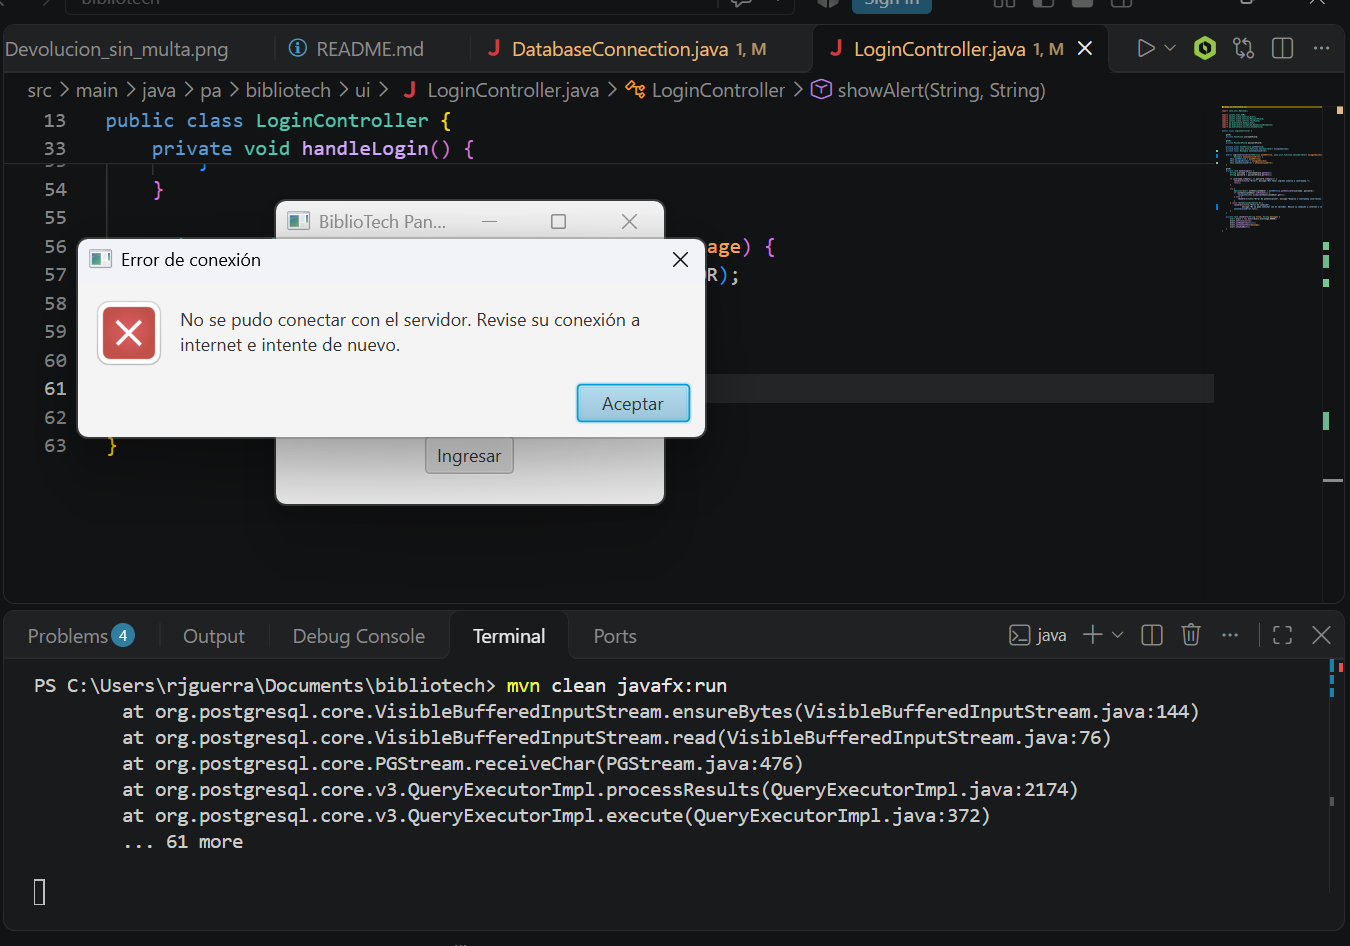 bibliotech
Sign in
Devolucion_sin_multa.png
README.md
DatabaseConnection.java 1, M
LoginController.java 1, M
src > main > java > pa > bibliotech > ui > LoginController.java > LoginController > showAlert(String, String)
13 public class LoginController {
33 private void handleLogin() {
53 }
54 }
55
56 age) {
57 R);
58
59
60
61
62
63 }
BiblioTech Pan...
Error de conexión
No se pudo conectar con el servidor. Revise su conexión a
internet e intente de nuevo.
Aceptar
Ingresar
Problems 4
Output
Debug Console
Terminal
Ports
java
PS C:\Users\rjguerra\Documents\bibliotech> mvn clean javafx:run
at org.postgresql.core.VisibleBufferedInputStream.ensureBytes(VisibleBufferedInputStream.java:144)
at org.postgresql.core.VisibleBufferedInputStream.read(VisibleBufferedInputStream.java:76)
at org.postgresql.core.PGStream.receiveChar(PGStream.java:476)
at org.postgresql.core.v3.QueryExecutorImpl.processResults(QueryExecutorImpl.java:2174)
at org.postgresql.core.v3.QueryExecutorImpl.execute(QueryExecutorImpl.java:372)
... 61 more